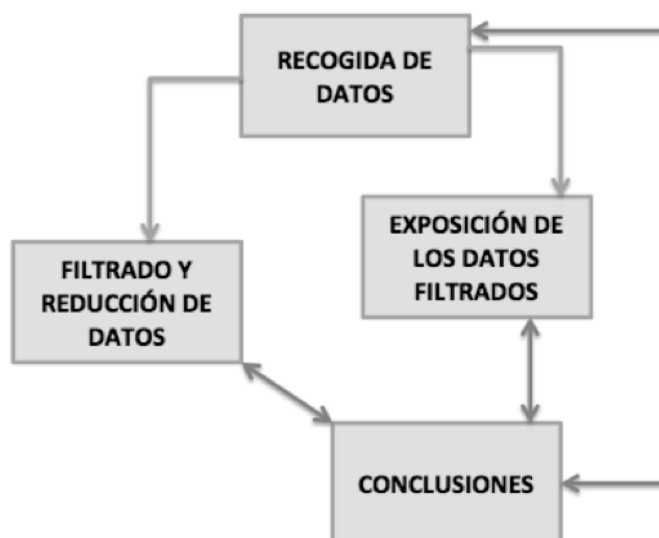 RECOGIDA DE
DATOS
EXPOSICIÓN DE
LOS DATOS
FILTRADOS
FILTRADO Y
REDUCCIÓN DE
DATOS
CONCLUSIONES